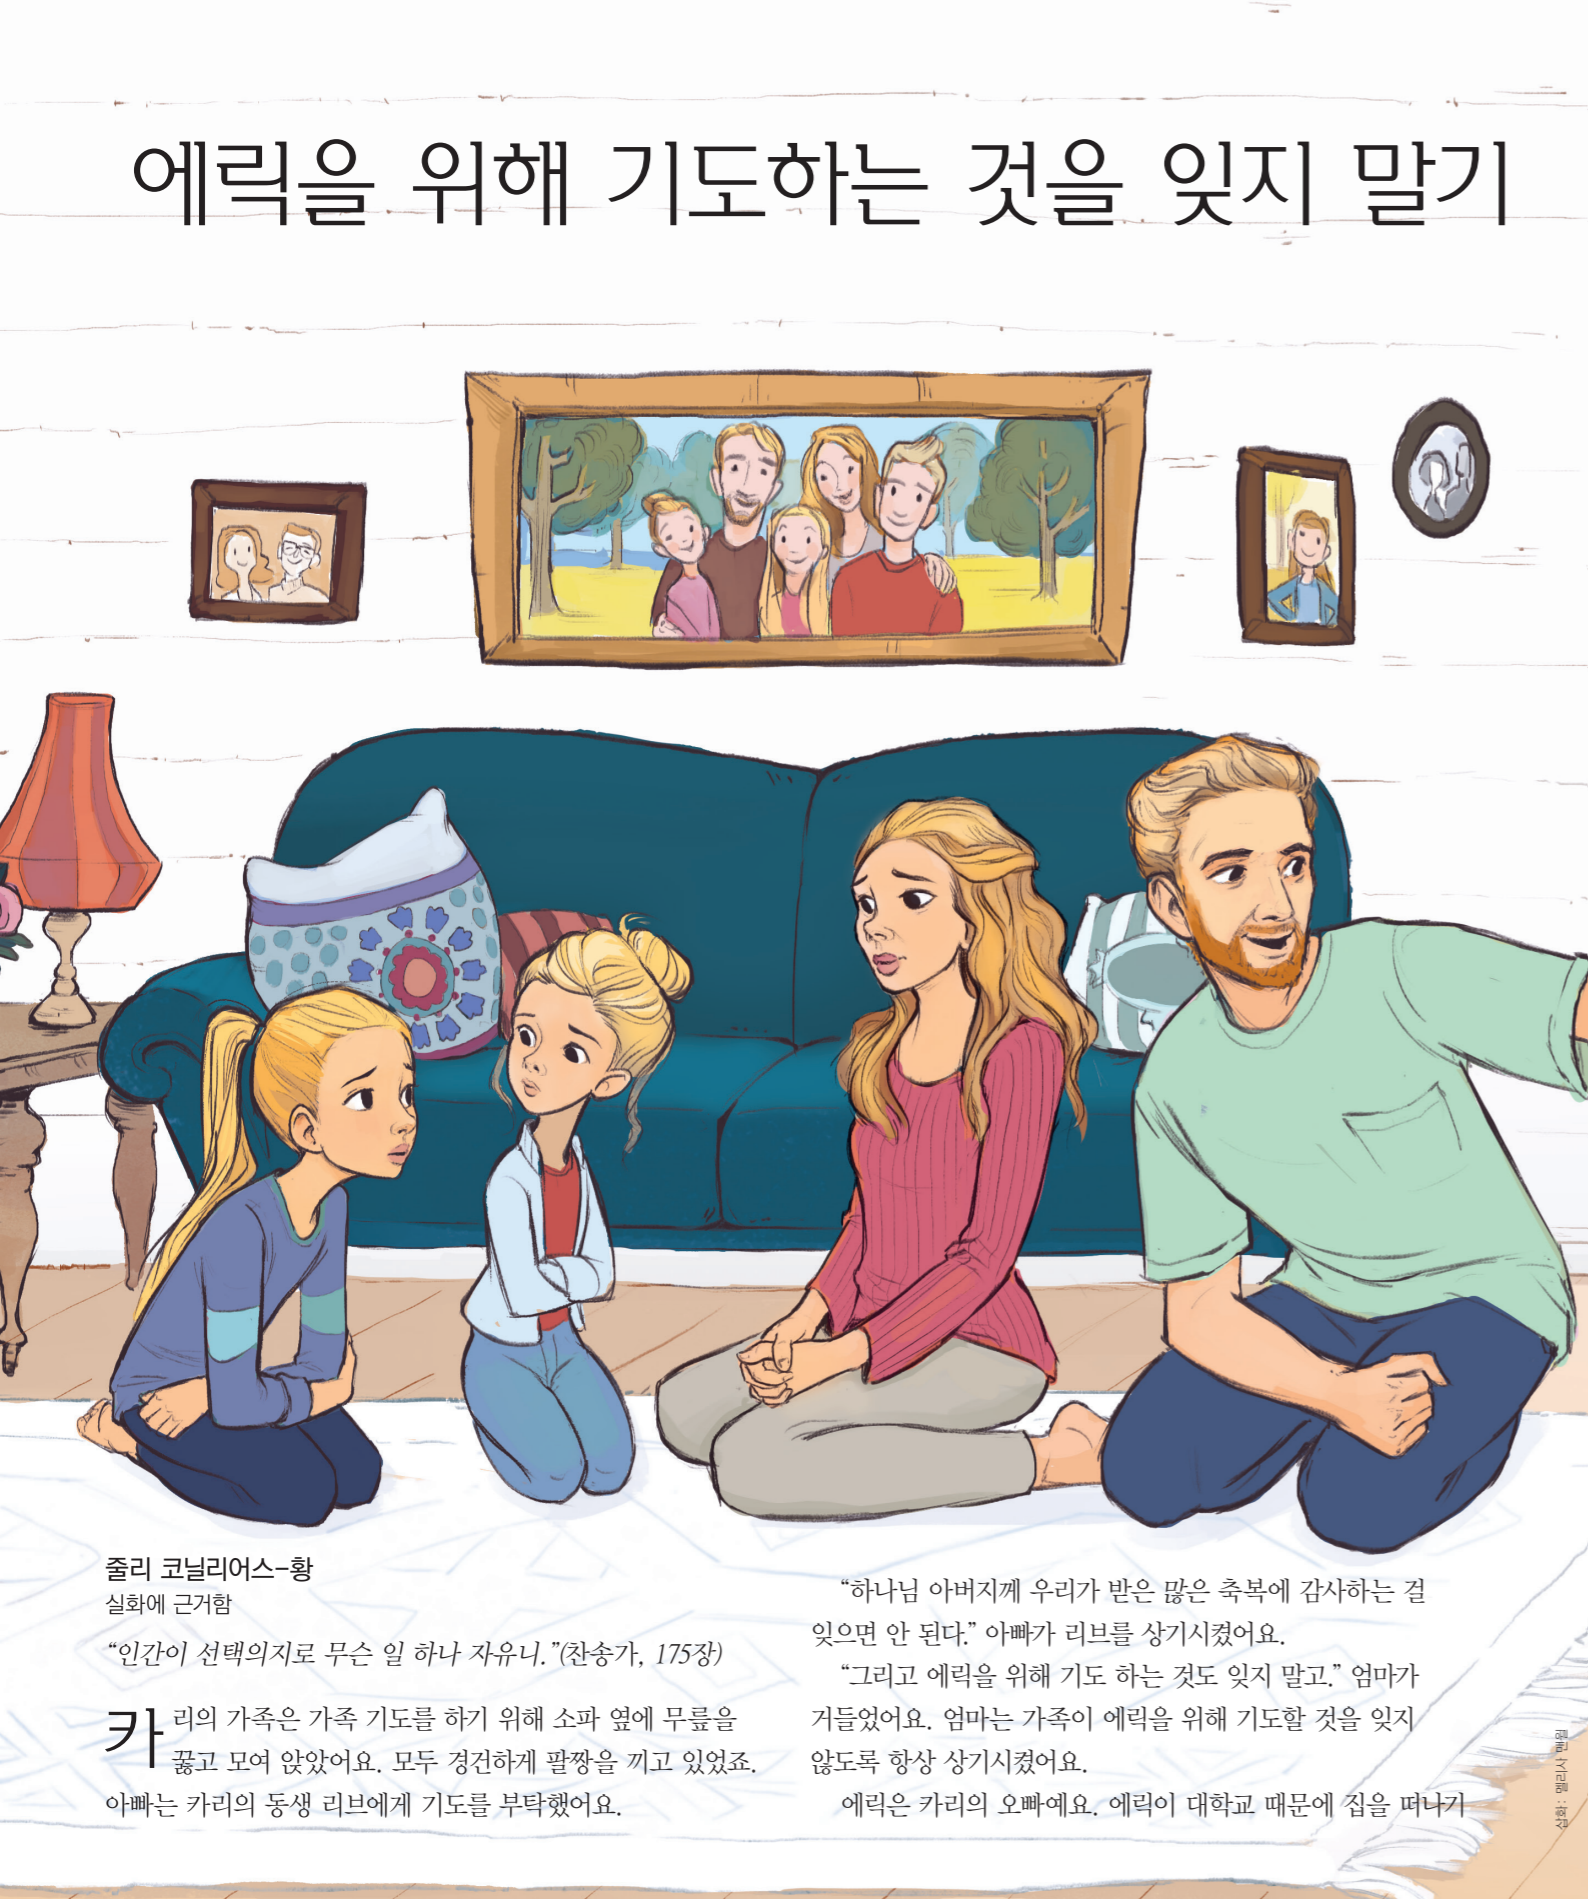 에릭을 위해 기도하는 것을 잊지 말기
줄리 코닐리어스-황
실화에 근거함
“인간이 선택의지로 무슨 일 하나 자유니.”(찬송가, 175장)
카리의 가족은 가족 기도를 하기 위해 소파 옆에 무릎을
꿇고 모여 앉았어요. 모두 경건하게 팔짱을 끼고 있었죠.
아빠는 카리의 동생 리브에게 기도를 부탁했어요.
“하나님 아버지께 우리가 받은 많은 축복에 감사하는 걸
잊으면 안 된다.” 아빠가 리브를 상기시켰어요.
“그리고 에릭을 위해 기도 하는 것도 잊지 말고.” 엄마가
거들었어요. 엄마는 가족이 에릭을 위해 기도할 것을 잊지
않도록 항상 상기시켰어요.
에릭은 카리의 오빠예요. 에릭이 대학교 때문에 집을 떠나기
삽화: 멜리사 맨윌